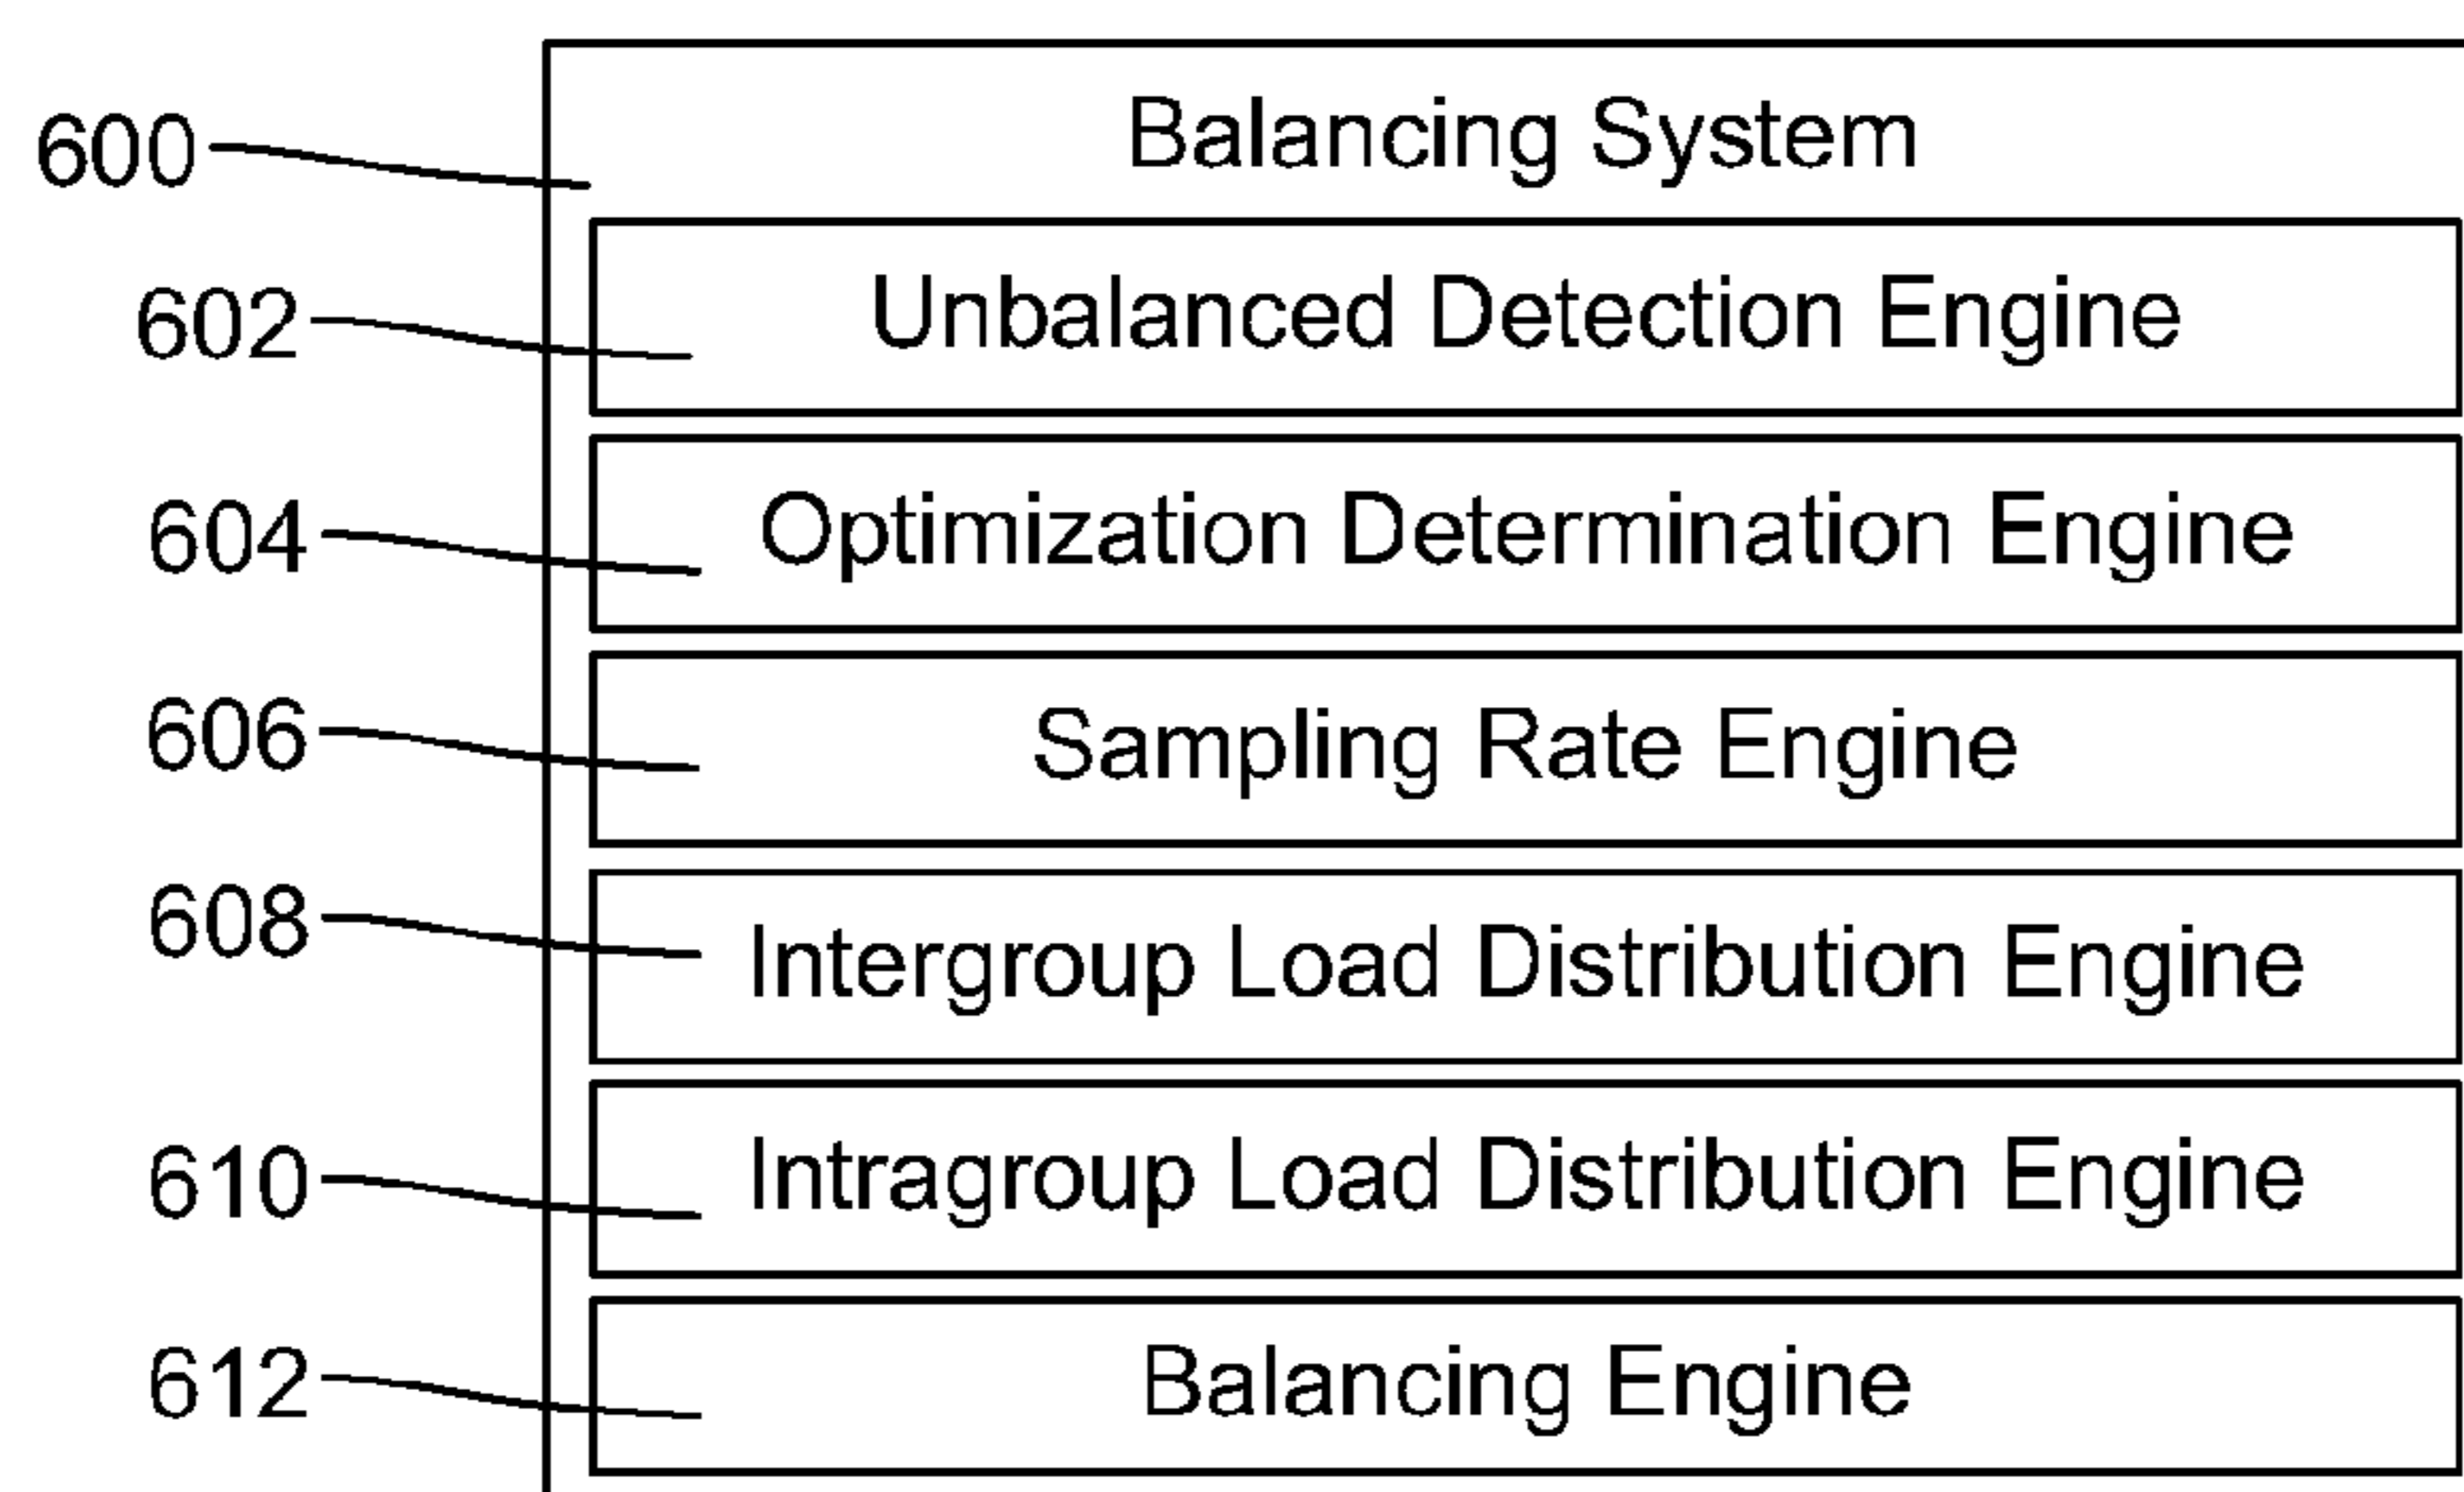 Balancing System
600
Unbalanced Detection Engine
602
Optimization Determination Engine
604
Sampling Rate Engine
606
Intergroup Load Distribution Engine
608
Intragroup Load Distribution Engine
610
Balancing Engine
612